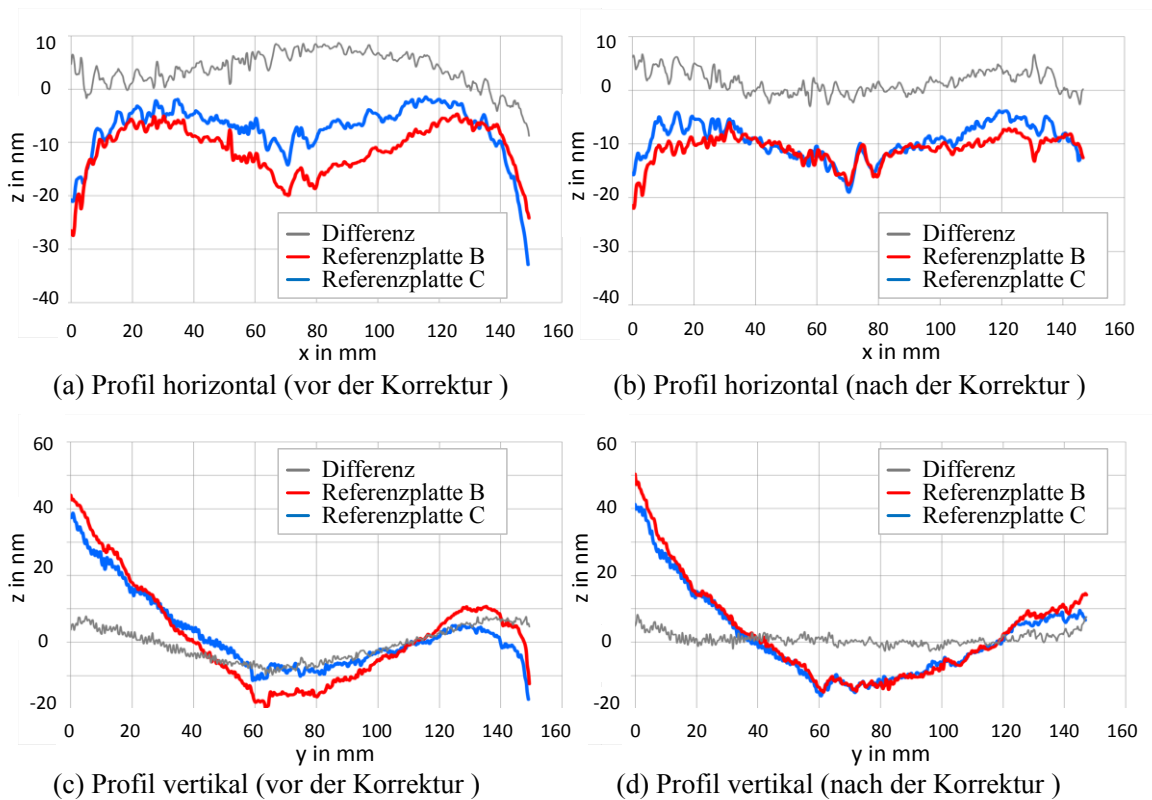 10
0
-10
-20
-30
-40
z in nm
Differenz
Referenzplatte B
Referenzplatte C
0 20 40 60 80 100 120 140 160
x in mm
(a) Profil horizontal (vor der Korrektur )
10
0
-10
-20
-30
-40
z in nm
Differenz
Referenzplatte B
Referenzplatte C
0 20 40 60 80 100 120 140 160
x in mm
(b) Profil horizontal (nach der Korrektur )
60
40
20
0
-20
z in nm
Differenz
Referenzplatte B
Referenzplatte C
0 20 40 60 80 100 120 140 160
y in mm
(c) Profil vertikal (vor der Korrektur )
60
40
20
0
-20
z in nm
Differenz
Referenzplatte B
Referenzplatte C
0 20 40 60 80 100 120 140 160
y in mm
(d) Profil vertikal (nach der Korrektur )